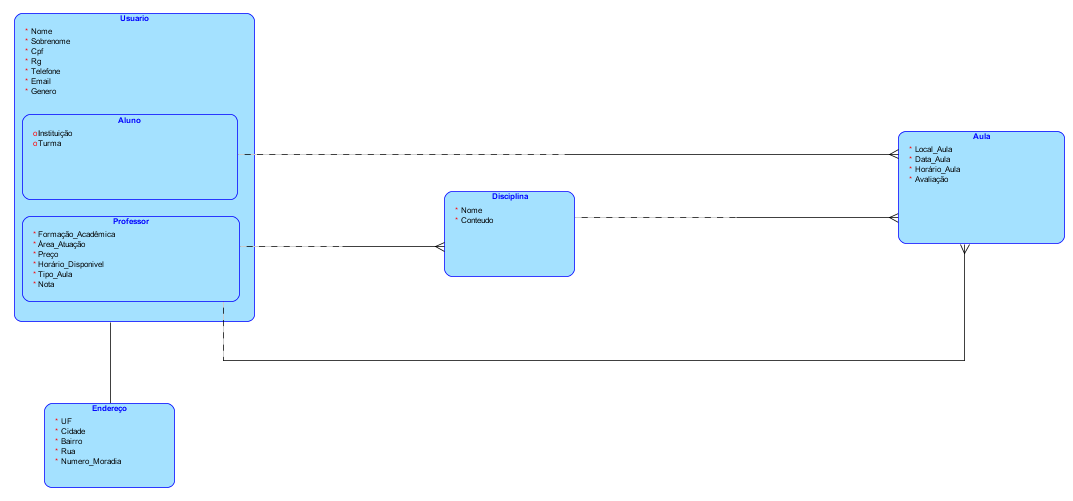 Usuario
* Nome
* Sobrenome
* Cpf
* Rg
* Telefone
* Email
* Genero
Aluno
o Instituição
o Turma
Professor
* Formação_Acadêmica
* Área_Atuação
* Preço
* Horário_Disponivel
* Tipo_Aula
* Nota
Disciplina
* Nome
* Conteudo
Aula
* Local_Aula
* Data_Aula
* Horário_Aula
* Avaliação
Endereço
* UF
* Cidade
* Bairro
* Rua
* Numero_Moradia